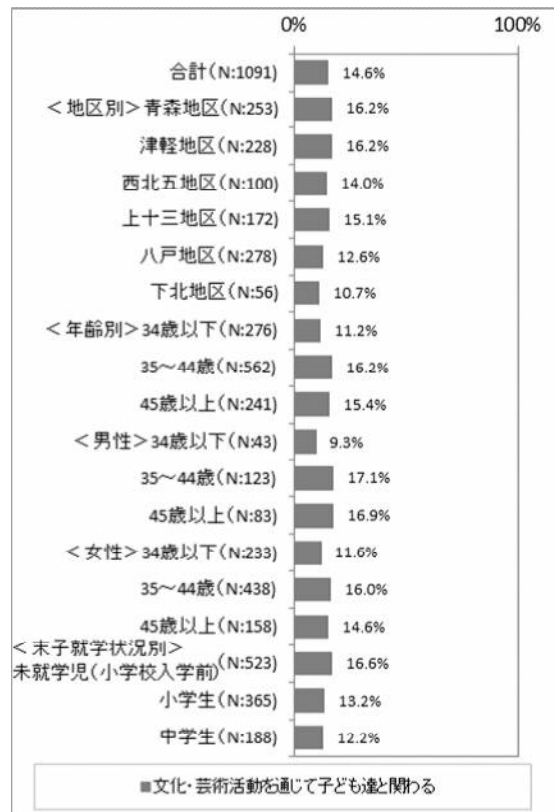 0% 100%
合計(N:1091) 14.6%
＜地区別＞青森地区(N:253) 16.2%
津軽地区(N:228) 16.2%
西北五地区(N:100) 14.0%
上十三地区(N:172) 15.1%
八戸地区(N:278) 12.6%
下北地区(N:56) 10.7%
＜年齢別＞34歳以下(N:276) 11.2%
35～44歳(N:562) 16.2%
45歳以上(N:241) 15.4%
＜男性＞34歳以下(N:43) 9.3%
35～44歳(N:123) 17.1%
45歳以上(N:83) 16.9%
＜女性＞34歳以下(N:233) 11.6%
35～44歳(N:438) 16.0%
45歳以上(N:158) 14.6%
＜末子就学状況別＞
未就学児(小学校入学前)(N:523) 16.6%
小学生(N:365) 13.2%
中学生(N:188) 12.2%
■文化・芸術活動を通じて子ども達と関わる